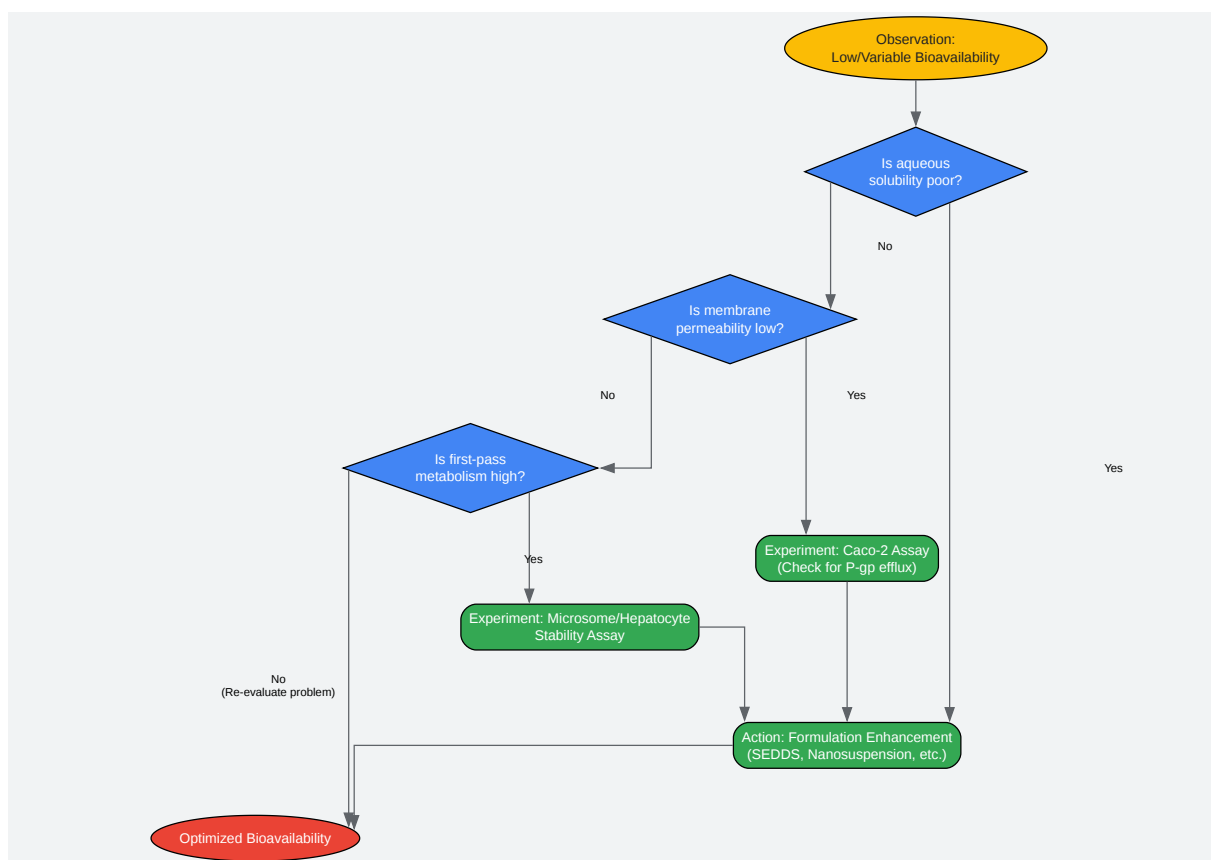 Observation:
Low/Variable Bioavailability
Is aqueous
solubility poor?
No
Is membrane
permeability low?
No
Yes
Is first-pass
metabolism high?
Yes
Yes
Experiment: Caco-2 Assay
(Check for P-gp efflux)
Experiment: Microsome/Hepatocyte
Stability Assay
No
(Re-evaluate problem)
Action: Formulation Enhancement
(SEDDS, Nanosuspension, etc.)
Optimized Bioavailability